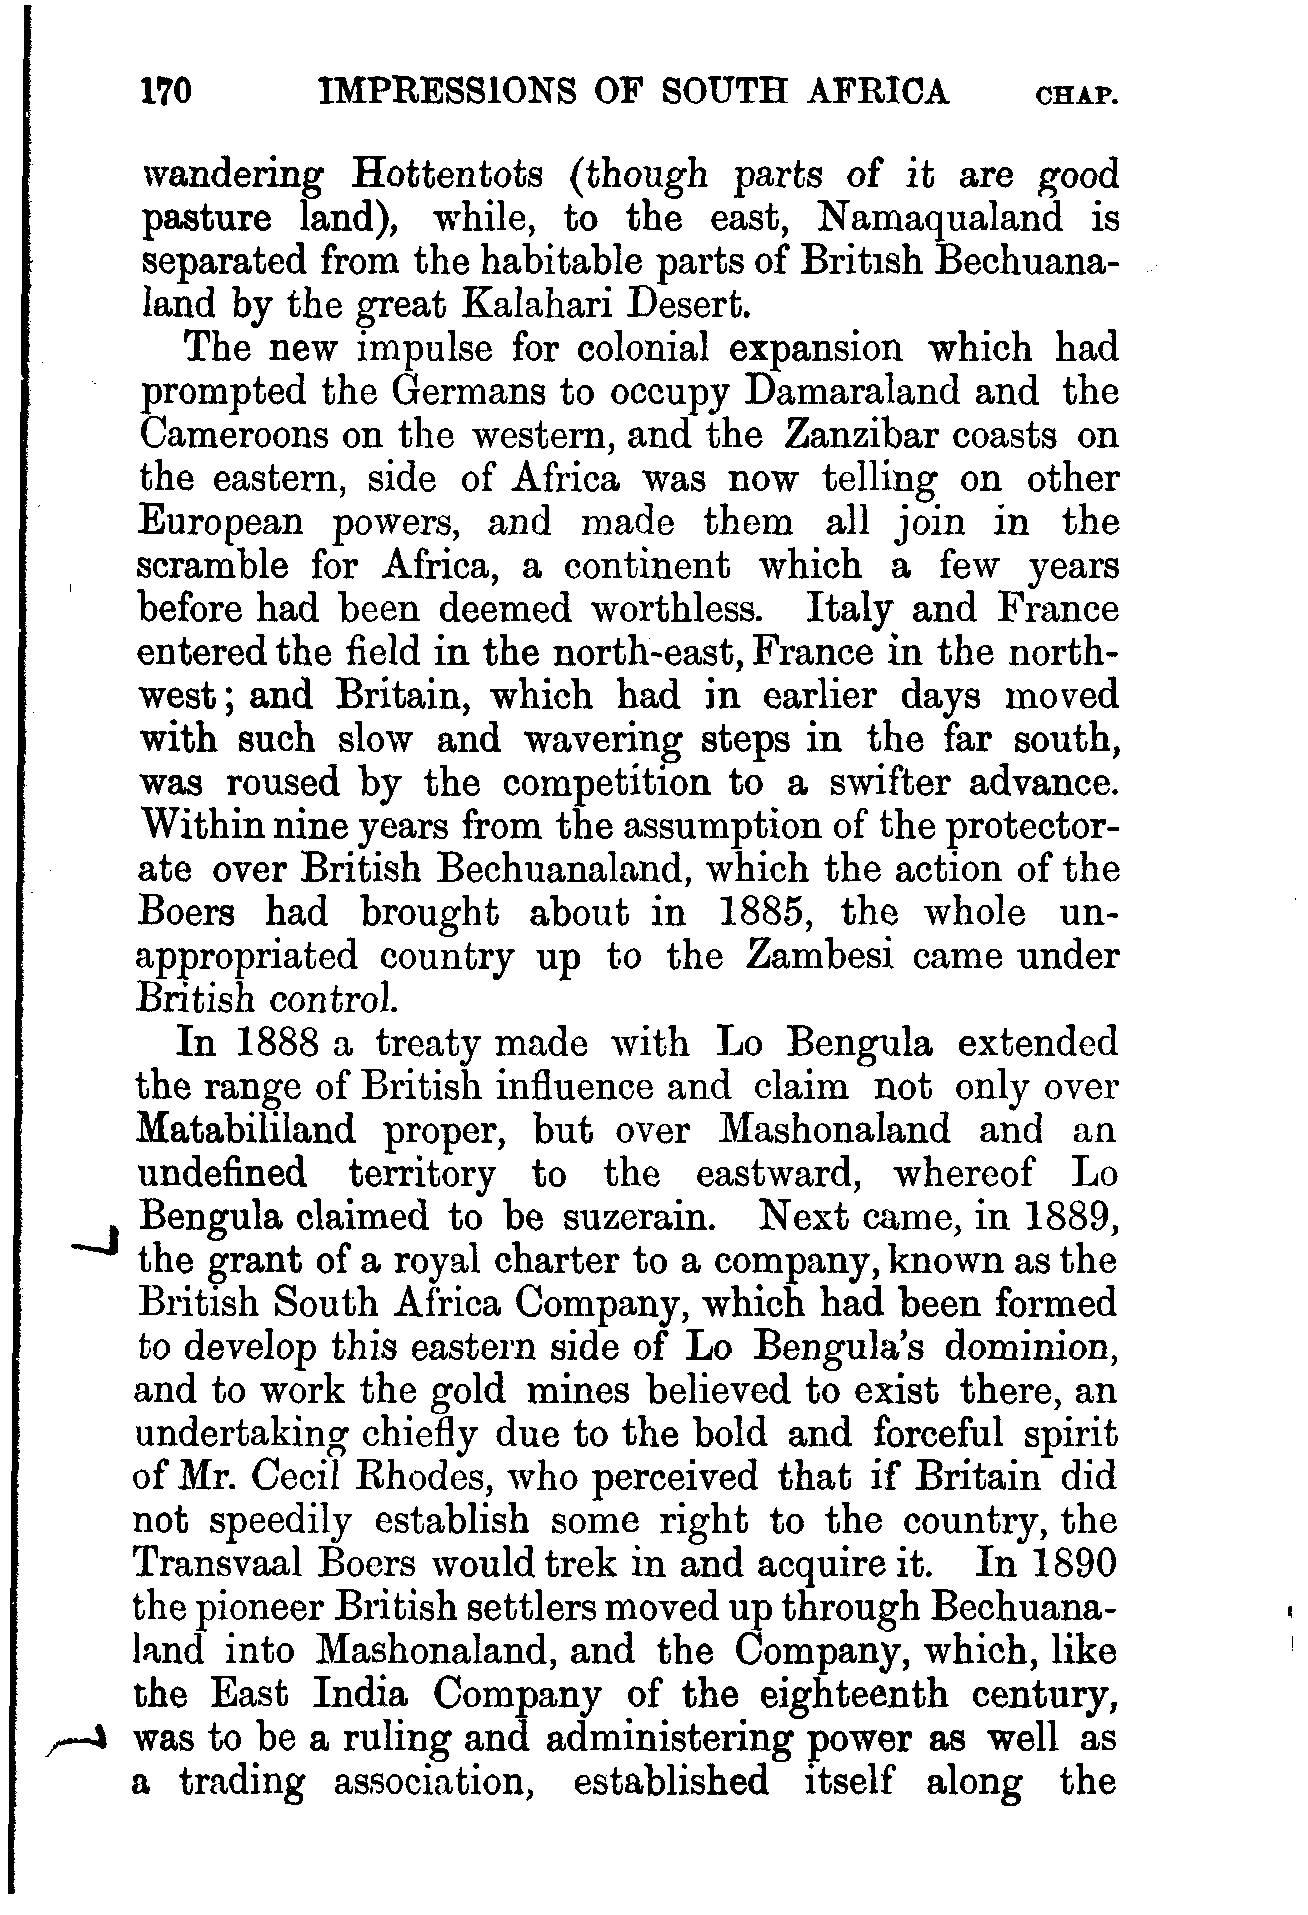 170 IMPRESSIONS OF SOUTH AFRICA CHAP.
wandering Hottentots (though parts of it are good
pasture land), while, to the east, Namaqualand is
separated from the habitable parts of British Bechuana-
land by the great Kalahari Desert.
The new impulse for colonial expansion which had
prompted the Germans to occupy Damaraland and the
Cameroons on the western, and the Zanzibar coasts on
the eastern, side of Africa was now telling on other
European powers, and made them all join in the
scramble for Africa, a continent which a few years
before had been deemed worthless. Italy and France
entered the field in the north-east, France in the north-
west; and Britain, which had in earlier days moved
with such slow and wavering steps in the far south,
was roused by the competition to a swifter advance.
Within nine years from the assumption of the protector-
ate over British Bechuanaland, which the action of the
Boers had brought about in 1885, the whole un-
appropriated country up to the Zambesi came under
British control.
In 1888 a treaty made with Lo Bengula extended
the range of British influence and claim not only over
Matabililand proper, but over Mashonaland and an
undefined territory to the eastward, whereof Lo
Bengula claimed to be suzerain. Next came, in 1889,
the grant of a royal charter to a company, known as the
British South Africa Company, which had been formed
to develop this eastern side of Lo Bengula's dominion,
and to work the gold mines believed to exist there, an
undertaking chiefly due to the bold and forceful spirit
of Mr. Cecil Rhodes, who perceived that if Britain did
not speedily establish some right to the country, the
Transvaal Boers would trek in and acquire it. In 1890
the pioneer British settlers moved up through Bechuana-
land into Mashonaland, and the Company, which, like
the East India Company of the eighteenth century,
was to be a ruling and administering power as well as
a trading association, established itself along the